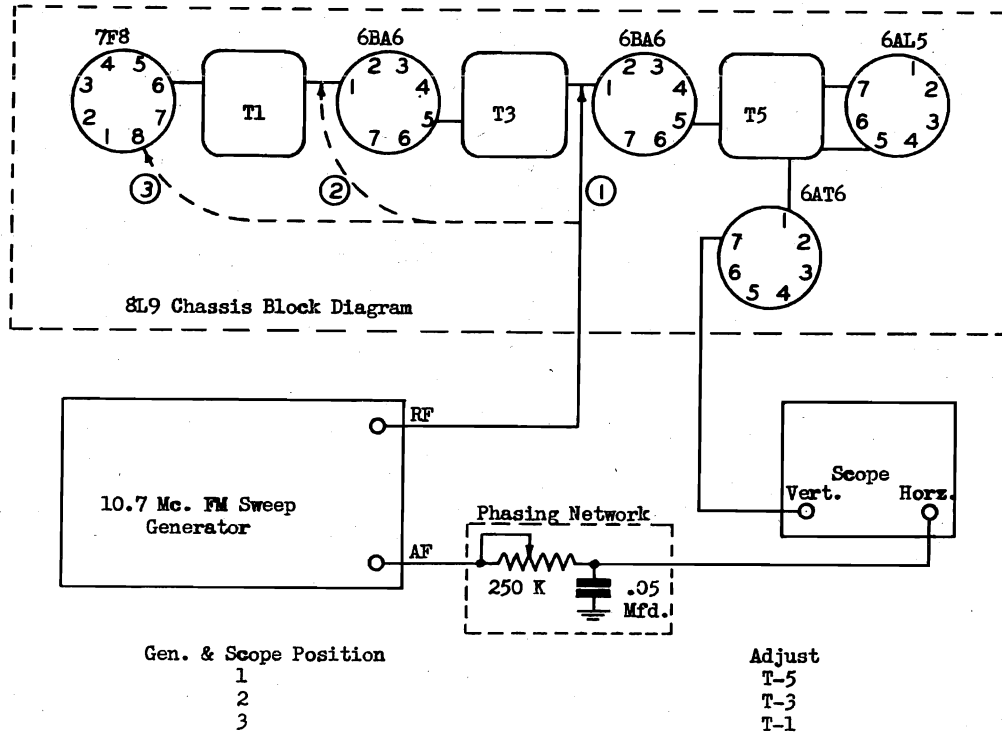 7F8
6BA6
6BA6
6AL5
1 2 3 4 5 6 7 8
T1
1 2 3 4 5 6 7
T3
1 2 3 4 5 6 7
T5
1 2 3 4 5 6 7
3
2
1
6AT6
1 2 3 4 5 6 7
8L9 Chassis Block Diagram
RF
10.7 Mc. FM Sweep
Generator
AF
Phasing Network
250 K
.05
Mfd.
Scope
Vert. Horz.
Gen. & Scope Position Adjust
1 T-5
2 T-3
3 T-1